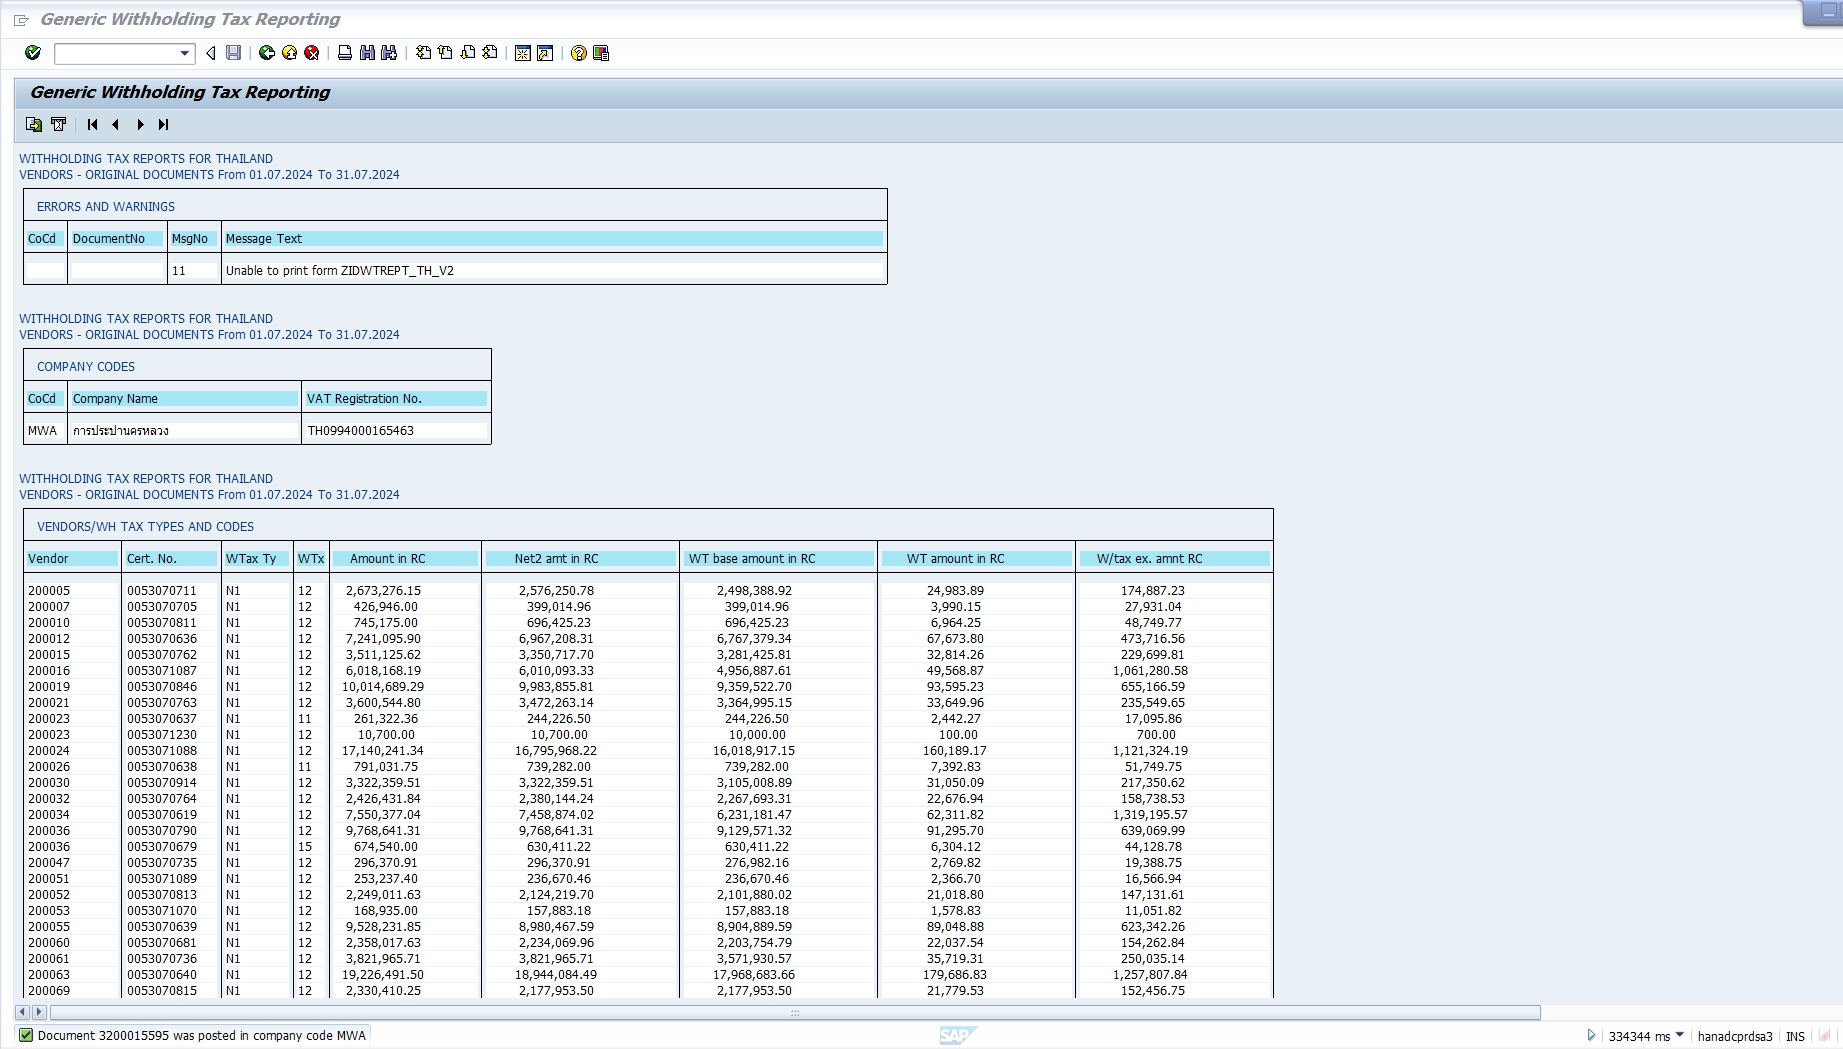 Generic Withholding Tax Reporting
Generic Withholding Tax Reporting
WITHHOLDING TAX REPORTS FOR THAILAND
VENDORS - ORIGINAL DOCUMENTS From 01.07.2024 To 31.07.2024
ERRORS AND WARNINGS
CoCd DocumentNo MsgNo Message Text
11 Unable to print form ZIDWTREPT_TH_V2
WITHHOLDING TAX REPORTS FOR THAILAND
VENDORS - ORIGINAL DOCUMENTS From 01.07.2024 To 31.07.2024
COMPANY CODES
CoCd Company Name VAT Registration No.
MWA การประปานครหลวง TH0994000165463
WITHHOLDING TAX REPORTS FOR THAILAND
VENDORS - ORIGINAL DOCUMENTS From 01.07.2024 To 31.07.2024
VENDORS/WH TAX TYPES AND CODES
Vendor Cert. No. WTax Ty WTx Amount in RC Net2 amt in RC WT base amount in RC WT amount in RC W/tax ex. amnt RC
200005 0053070711 N1 12 2,673,276.15 2,576,250.78 2,498,388.92 24,983.89 174,887.23
200007 0053070705 N1 12 426,946.00 399,014.96 399,014.96 3,990.15 27,931.04
200010 0053070811 N1 12 745,175.00 696,425.23 696,425.23 6,964.25 48,749.77
200012 0053070636 N1 12 7,241,095.90 6,967,208.31 6,767,379.34 67,673.80 473,716.56
200015 0053070762 N1 12 3,511,125.62 3,350,717.70 3,281,425.81 32,814.26 229,699.81
200016 0053071087 N1 12 6,018,168.19 6,010,093.33 4,956,887.61 49,568.87 1,061,280.58
200019 0053070846 N1 12 10,014,689.29 9,983,855.81 9,359,522.70 93,595.23 655,166.59
200021 0053070763 N1 12 3,600,544.80 3,472,263.14 3,364,995.15 33,649.96 235,549.65
200023 0053070637 N1 11 261,322.36 244,226.50 244,226.50 2,442.27 17,095.86
200023 0053071230 N1 12 10,700.00 10,700.00 10,000.00 100.00 700.00
200024 0053071088 N1 12 17,140,241.34 16,795,968.22 16,018,917.15 160,189.17 1,121,324.19
200026 0053070638 N1 11 791,031.75 739,282.00 739,282.00 7,392.83 51,749.75
200030 0053070914 N1 12 3,322,359.51 3,322,359.51 3,105,008.89 31,050.09 217,350.62
200032 0053070764 N1 12 2,426,431.84 2,380,144.24 2,267,693.31 22,676.94 158,738.53
200034 0053070619 N1 12 7,550,377.04 7,458,874.02 6,231,181.47 62,311.82 1,319,195.57
200036 0053070790 N1 12 9,768,641.31 9,768,641.31 9,129,571.32 91,295.70 639,069.99
200036 0053070679 N1 15 674,540.00 630,411.22 630,411.22 6,304.12 44,128.78
200047 0053070735 N1 12 296,370.91 296,370.91 276,982.16 2,769.82 19,388.75
200051 0053071089 N1 12 253,237.40 236,670.46 236,670.46 2,366.70 16,566.94
200052 0053070813 N1 12 2,249,011.63 2,124,219.70 2,101,880.02 21,018.80 147,131.61
200053 0053071070 N1 12 168,935.00 157,883.18 157,883.18 1,578.83 11,051.82
200055 0053070639 N1 12 9,528,231.85 8,980,467.59 8,904,889.59 89,048.88 623,342.26
200060 0053070681 N1 12 2,358,017.63 2,234,069.96 2,203,754.79 22,037.54 154,262.84
200061 0053070736 N1 12 3,821,965.71 3,821,965.71 3,571,930.57 35,719.31 250,035.14
200063 0053070640 N1 12 19,226,491.50 18,944,084.49 17,968,683.66 179,686.83 1,257,807.84
200069 0053070815 N1 12 2,330,410.25 2,177,953.50 2,177,953.50 21,779.53 152,456.75
Document 3200015595 was posted in company code MWA
SAP
334344 ms hanadcprdsa3 INS